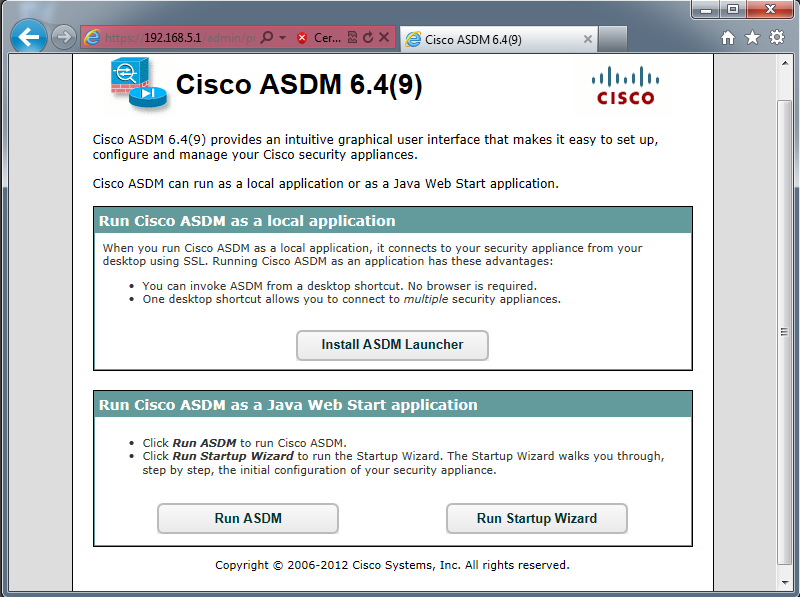 https://192.168.5.1/admin/p
Cer...
Cisco ASDM 6.4(9)
Cisco ASDM 6.4(9)
CISCO
Cisco ASDM 6.4(9) provides an intuitive graphical user interface that makes it easy to set up,
configure and manage your Cisco security appliances.
Cisco ASDM can run as a local application or as a Java Web Start application.
Run Cisco ASDM as a local application
When you run Cisco ASDM as a local application, it connects to your security appliance from your
desktop using SSL. Running Cisco ASDM as an application has these advantages:
• You can invoke ASDM from a desktop shortcut. No browser is required.
• One desktop shortcut allows you to connect to multiple security appliances.
Install ASDM Launcher
Run Cisco ASDM as a Java Web Start application
• Click Run ASDM to run Cisco ASDM.
• Click Run Startup Wizard to run the Startup Wizard. The Startup Wizard walks you through,
step by step, the initial configuration of your security appliance.
Run ASDM
Run Startup Wizard
Copyright © 2006-2012 Cisco Systems, Inc. All rights reserved.